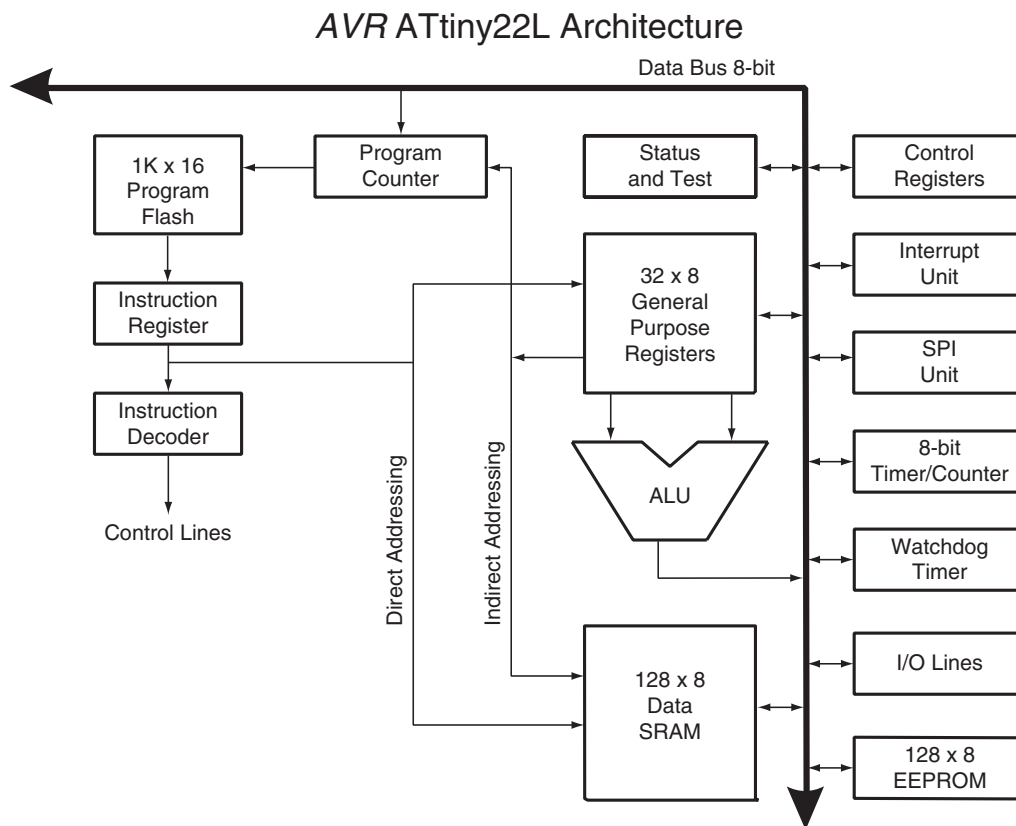 AVR ATtiny22L Architecture
Data Bus 8-bit
1K x 16
Program
Flash
Program
Counter
Status
and Test
Control
Registers
Instruction
Register
32 x 8
General
Purpose
Registers
Interrupt
Unit
SPI
Unit
Instruction
Decoder
ALU
8-bit
Timer/Counter
Control Lines
Direct Addressing
Indirect Addressing
Watchdog
Timer
128 x 8
Data
SRAM
I/O Lines
128 x 8
EEPROM